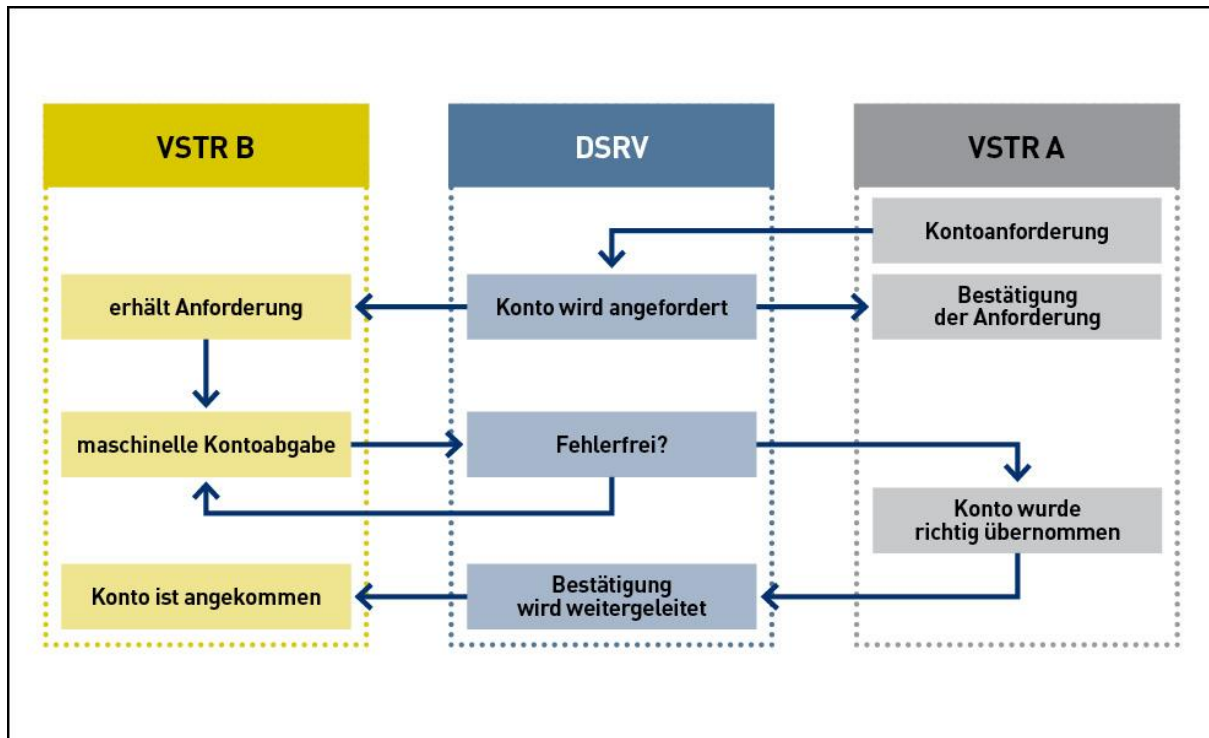 VSTR B
DSRV
VSTR A
Kontoanforderung
erhält Anforderung
Konto wird angefordert
Bestätigung
der Anforderung
maschinelle Kontoabgabe
Fehlerfrei?
Konto wurde
richtig übernommen
Konto ist angekommen
Bestätigung
wird weitergeleitet